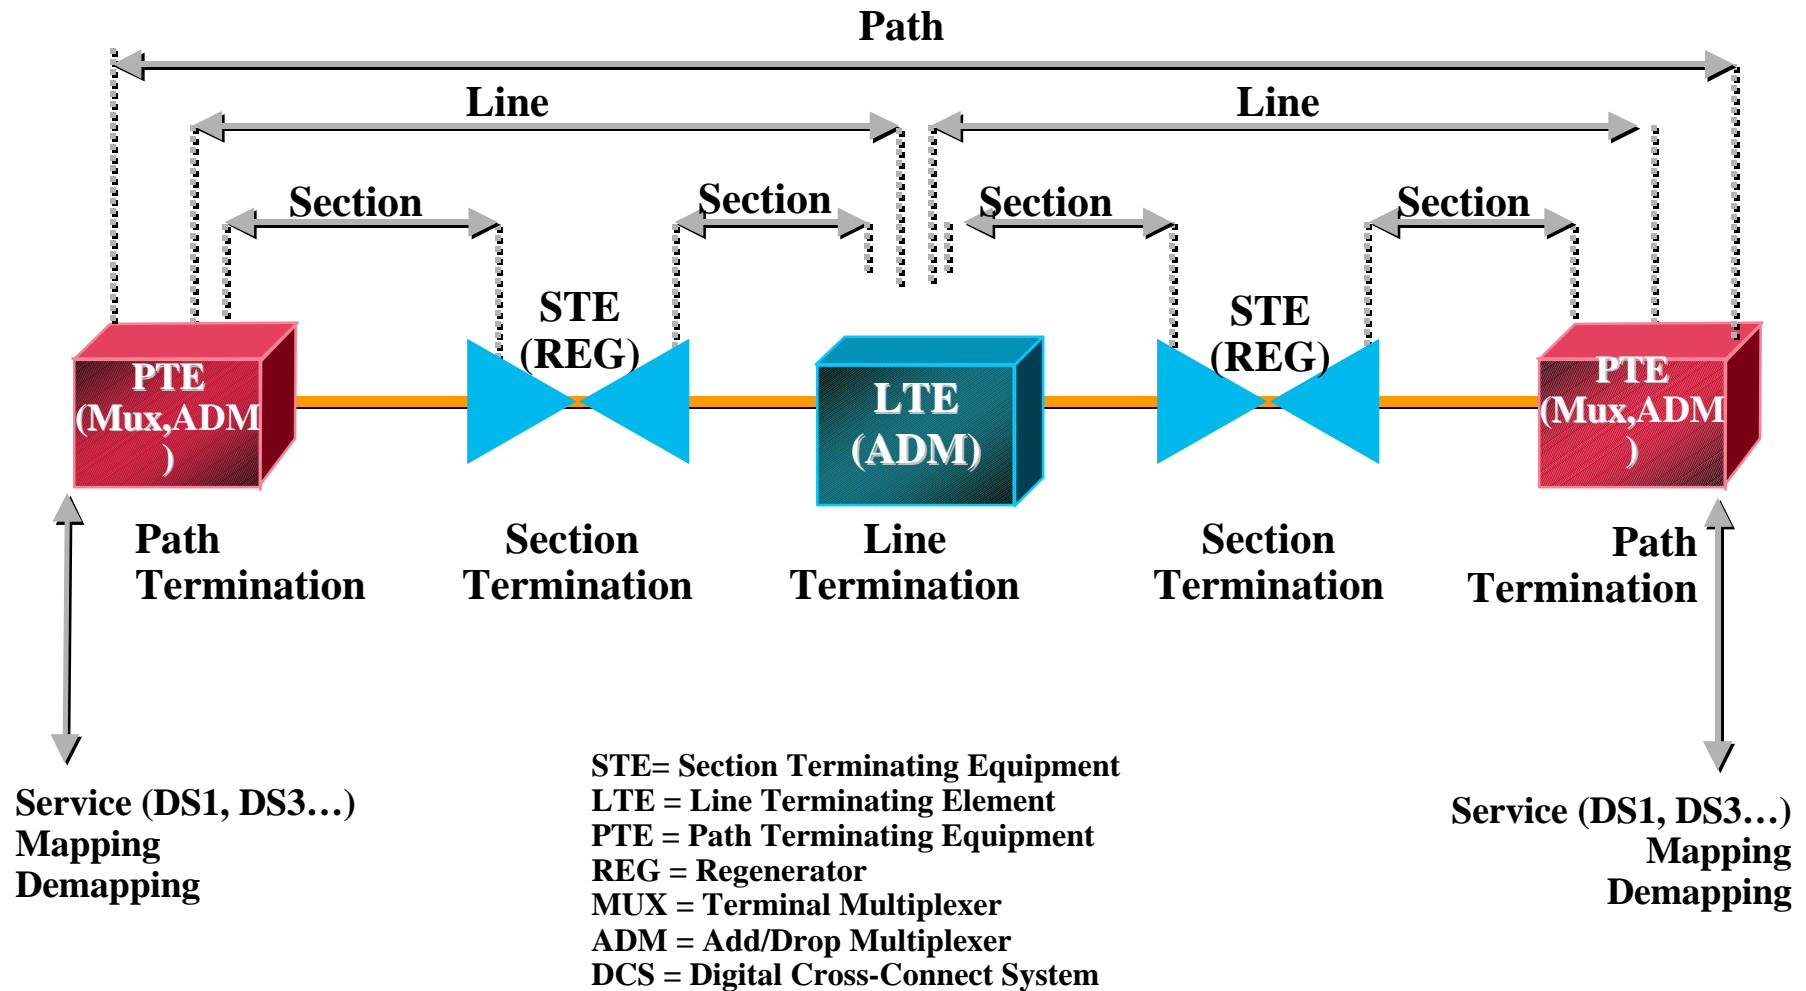 Path
Line
Line
Section
Section
Section
Section
STE
(REG)
STE
(REG)
PTE
(Mux,ADM
)
LTE
(ADM)
PTE
(Mux,ADM
)
Path
Termination
Section
Termination
Line
Termination
Section
Termination
Path
Termination
Service (DS1, DS3…)
Mapping
Demapping
STE= Section Terminating Equipment
LTE = Line Terminating Element
PTE = Path Terminating Equipment
REG = Regenerator
MUX = Terminal Multiplexer
ADM = Add/Drop Multiplexer
DCS = Digital Cross-Connect System
Service (DS1, DS3…)
Mapping
Demapping